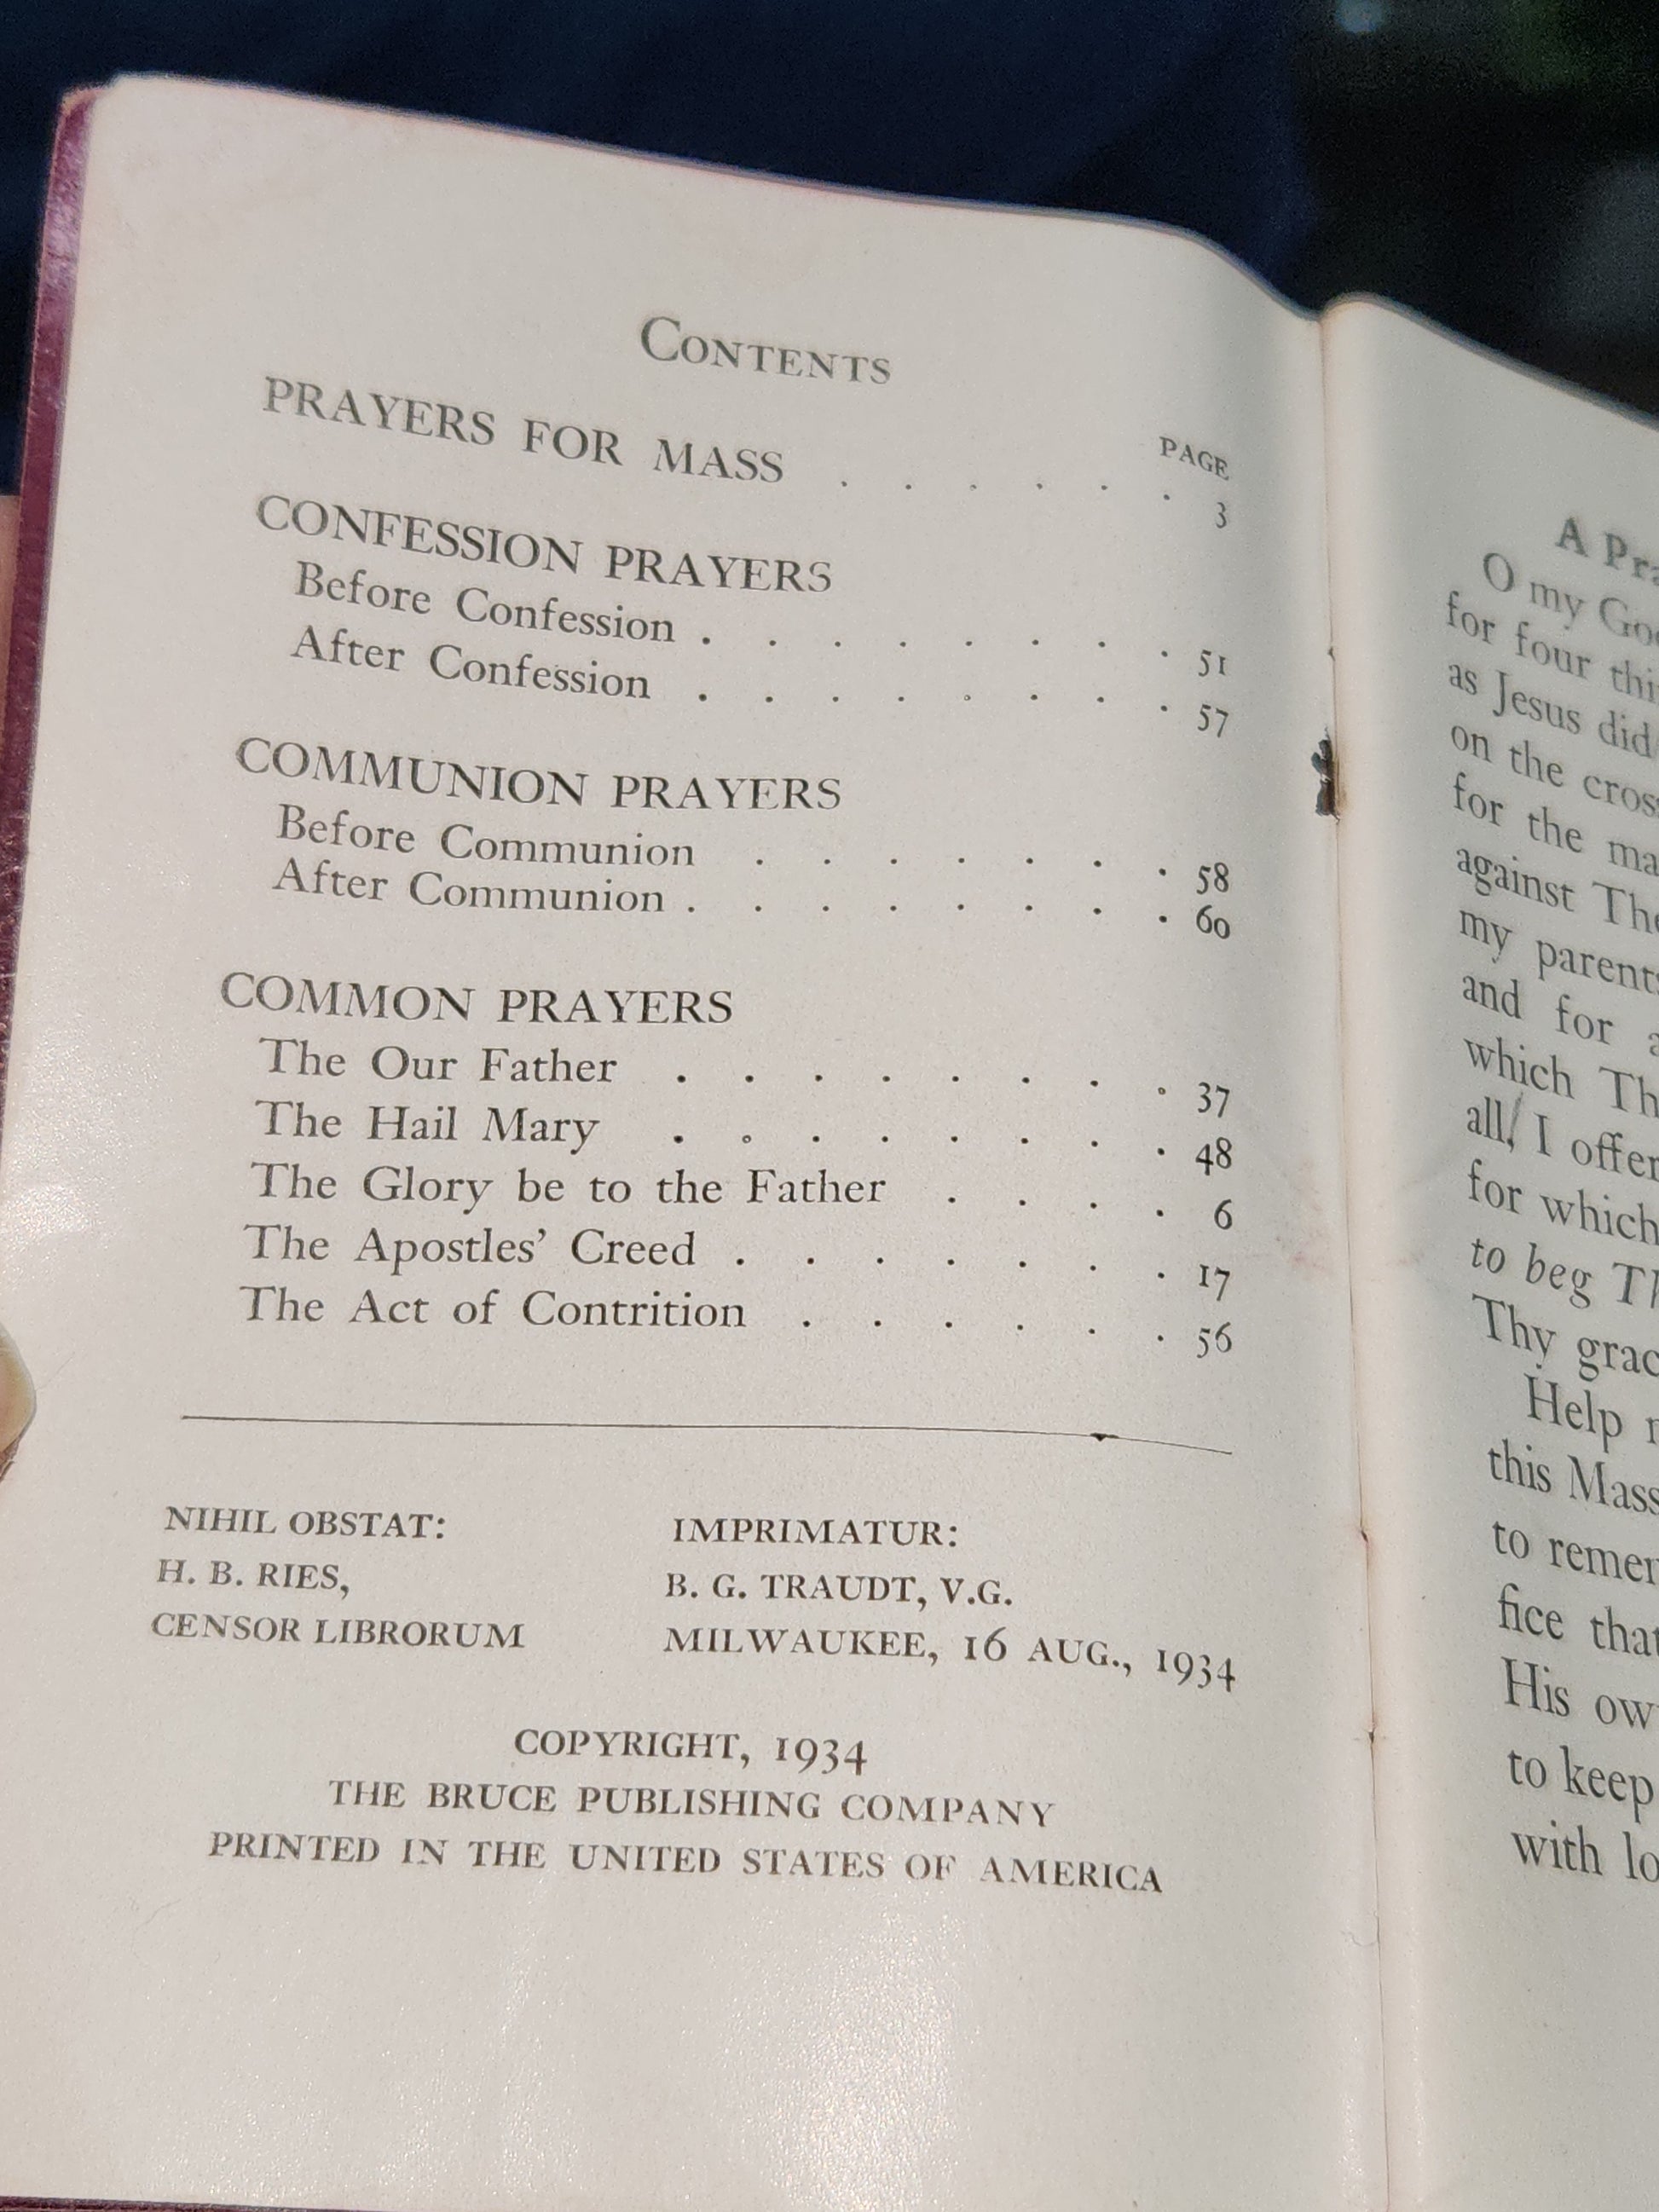 Contents
PAGE
PRAYERS FOR MASS . . . . . . 3
CONFESSION PRAYERS
Before Confession . . . . . . . . 51
After Confession . . . . . . . . 57
COMMUNION PRAYERS
Before Communion . . . . . . . 58
After Communion . . . . . . . . 60
COMMON PRAYERS
The Our Father . . . . . . . . 37
The Hail Mary . . . . . . . . 48
The Glory be to the Father . . . . 6
The Apostles' Creed . . . . . . . 17
The Act of Contrition . . . . . . 56
NIHIL OBSTAT:
H. B. RIES,
CENSOR LIBRORUM
IMPRIMATUR:
B. G. TRAUDT, V.G.
MILWAUKEE, 16 AUG., 1934
COPYRIGHT, 1934
THE BRUCE PUBLISHING COMPANY
PRINTED IN THE UNITED STATES OF AMERICA
A
O my
for four
as Jesus did
on the
for the
against
my
and for
which
all, I offer
for which
to beg
Thy
Help
this Mass
to
fice
His
to keep
with